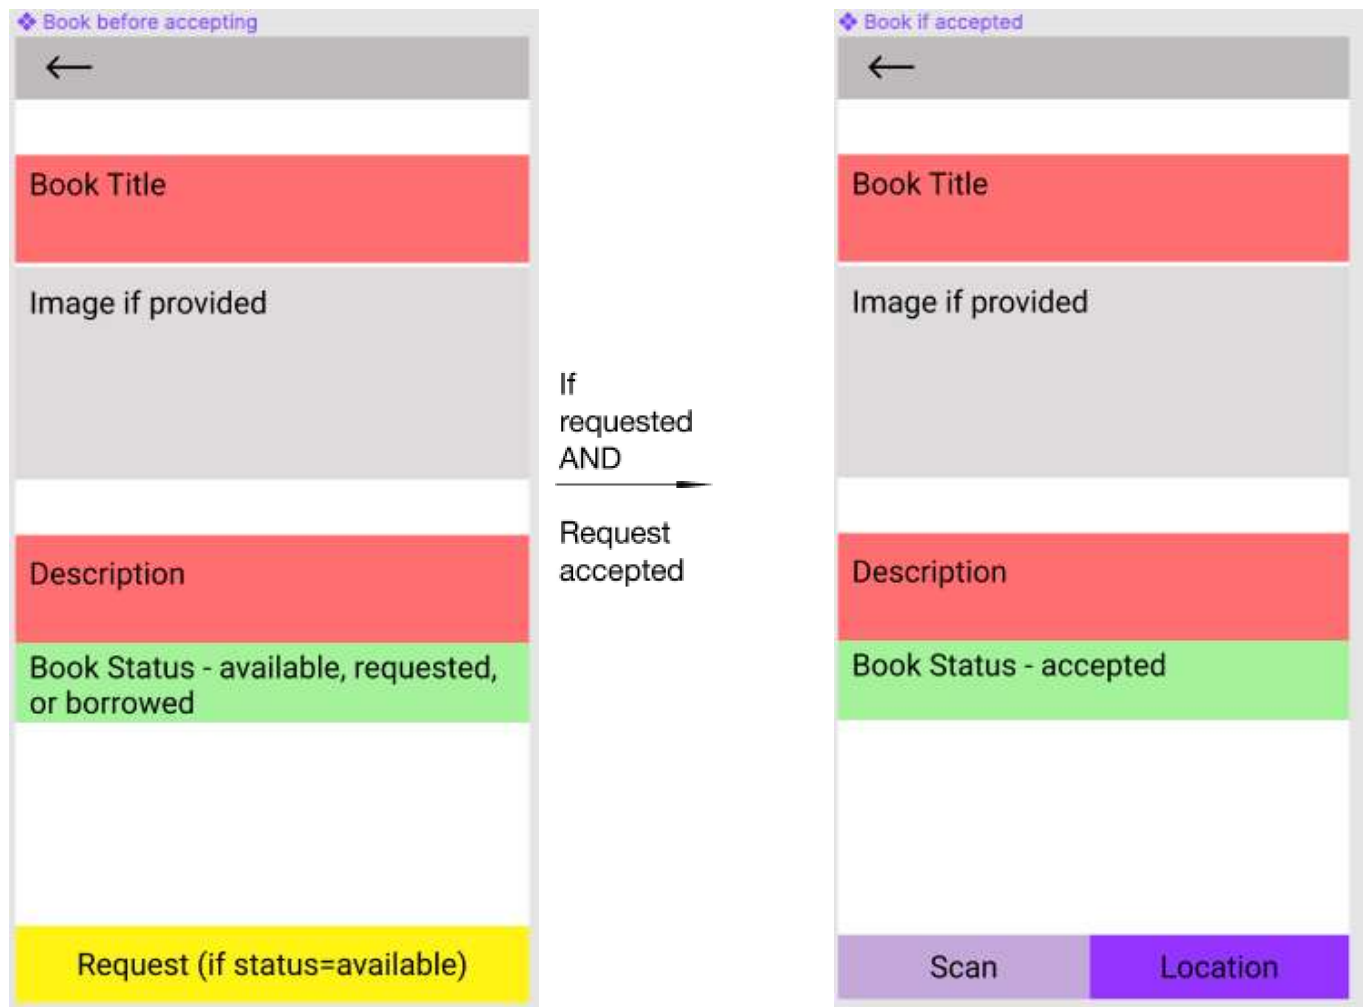 Book before accepting
Book Title
Image if provided
Description
Book Status - available, requested,
or borrowed
Request (if status=available)
If
requested
AND
Request
accepted
Book if accepted
Book Title
Image if provided
Description
Book Status - accepted
Scan
Location